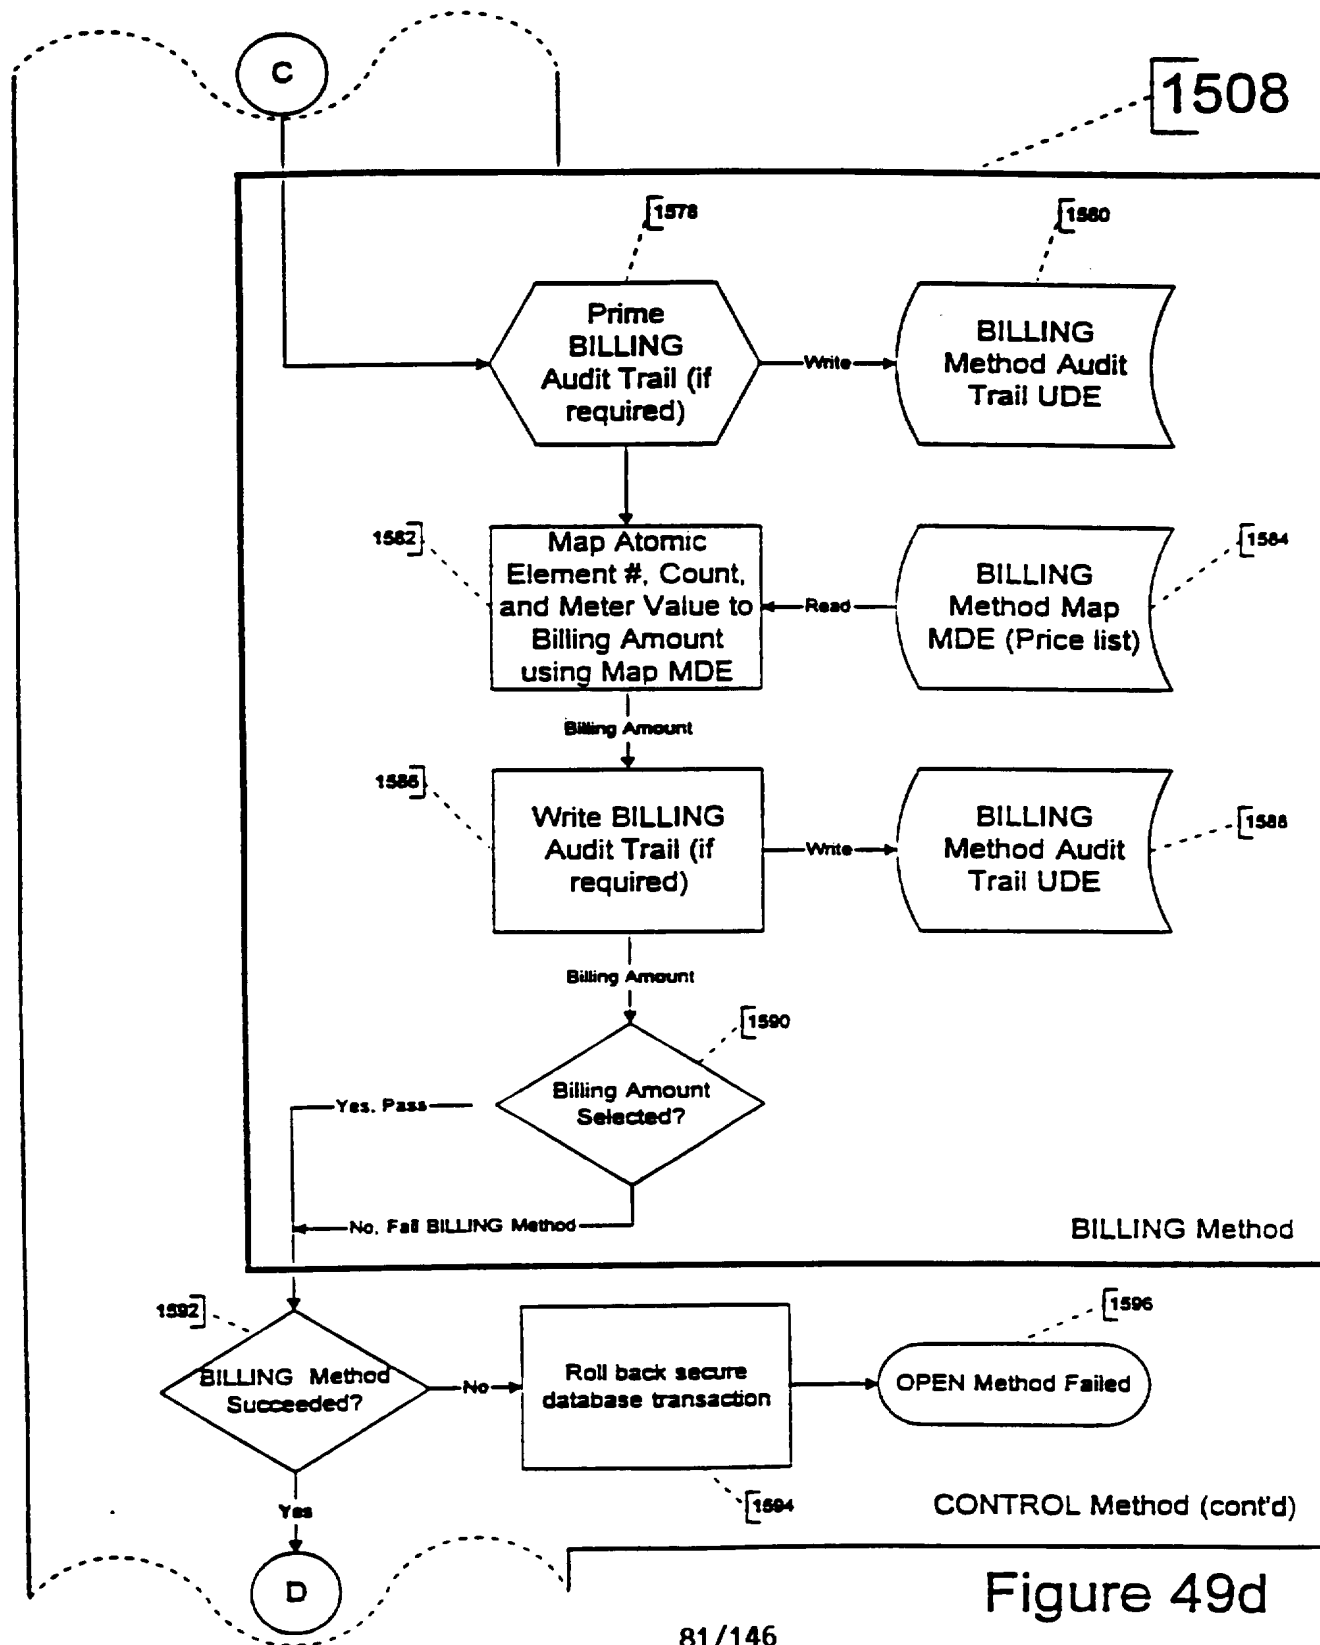 C
1508
1578
1580
Prime
BILLING
Audit Trail (if
required)
Write
BILLING
Method Audit
Trail UDE
1582
Map Atomic
Element #, Count,
and Meter Value to
Billing Amount
using Map MDE
Read
BILLING
Method Map
MDE (Price list)
1584
Billing Amount
1586
Write BILLING
Audit Trail (if
required)
Write
BILLING
Method Audit
Trail UDE
1588
Billing Amount
1590
Billing Amount
Selected?
Yes, Pass
No, Fail BILLING Method
BILLING Method
1592
BILLING Method
Succeeded?
No
Roll back secure
database transaction
1596
OPEN Method Failed
1594
Yes
CONTROL Method (cont'd)
D
Figure 49d
81/146